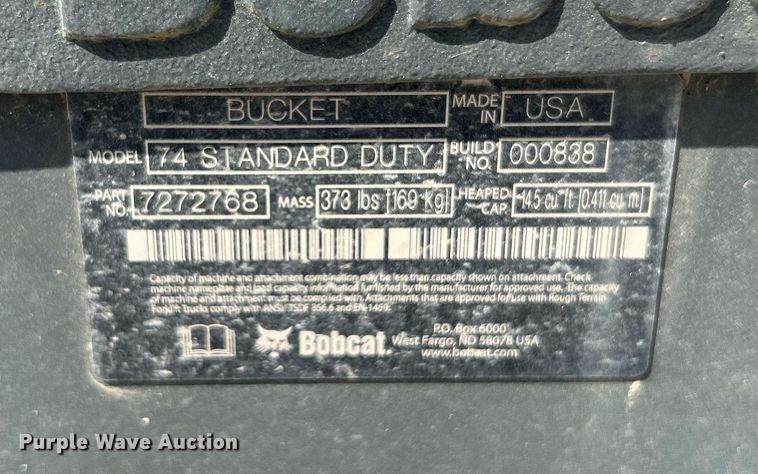 BUCKET MADE IN USA
MODEL 74 STANDARD DUTY BUILD NO. 000838
PART NO. 7272768 MASS 373 lbs 169 kg HEAPED CAP. 14.5 cu ft 0.411 cu m
Capacity of machine and attachment combination may be less than capacity shown on attachment. Check
machine nameplate and load capacity information furnished by the manufacturer for approved use. The capacity
of machine and attachment must be complied with. Attachments that are approved for use with Rough Terrain
Forklift Trucks comply with ANSI B56.6 and EN 1459.
Bobcat.
P.O. Box 6000
West Fargo, ND 58078 USA
www.bobcat.com
Purple Wave Auction